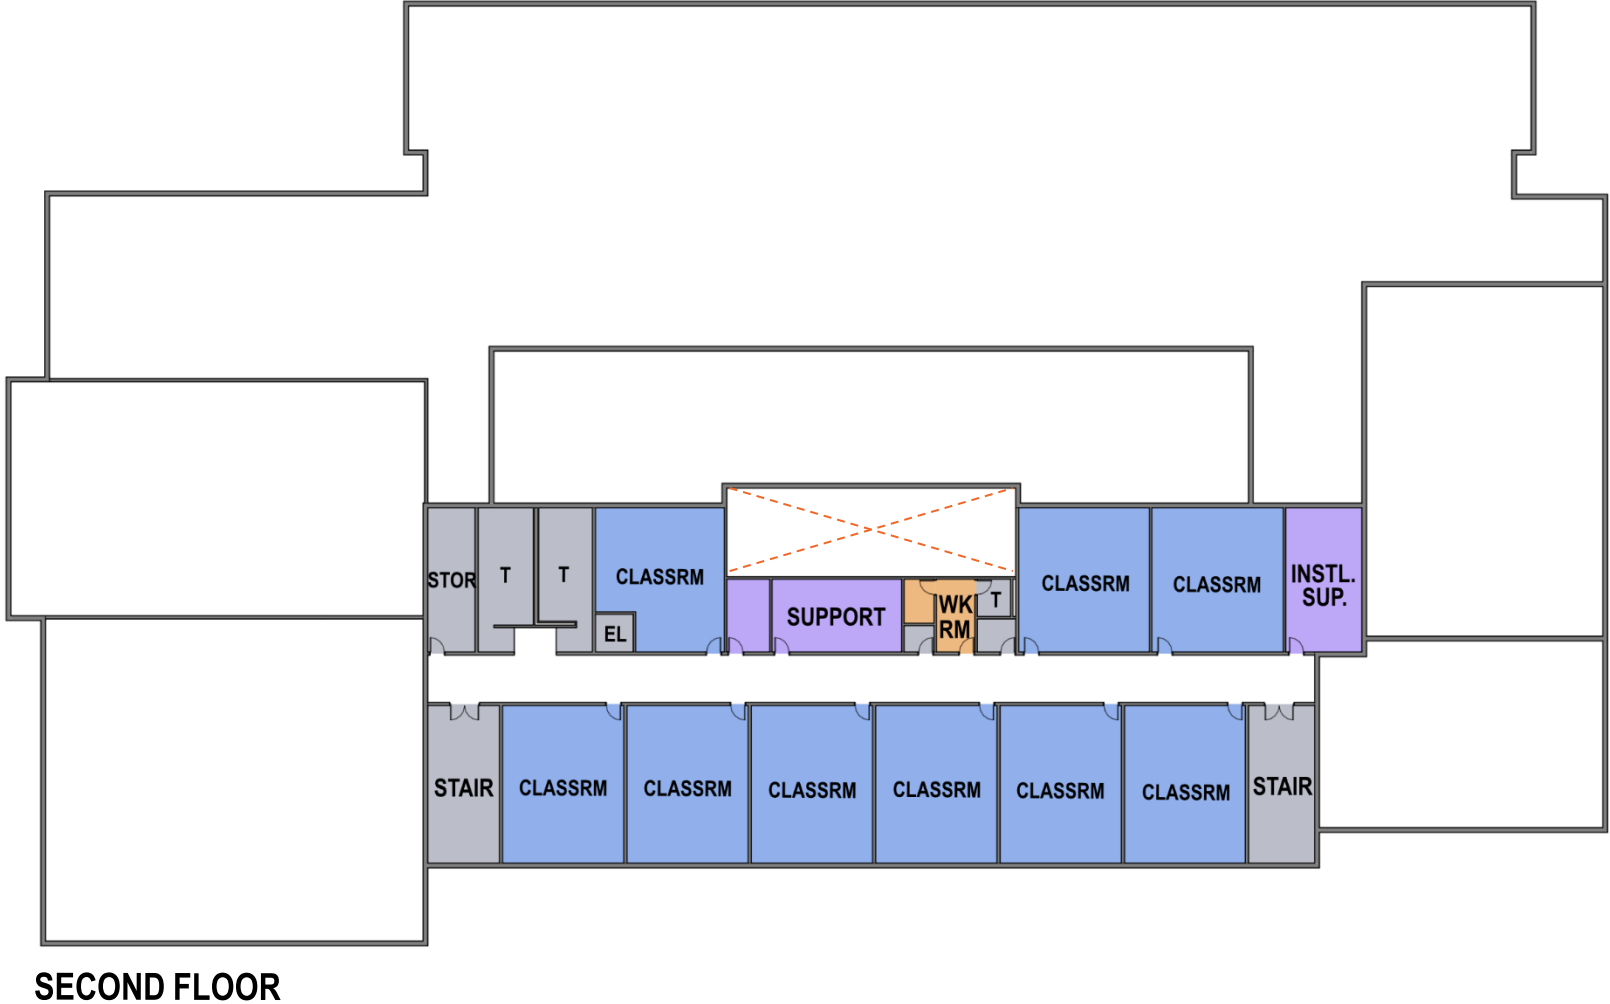 STOR
T
T
CLASSRM
EL
SUPPORT
WK
RM
T
CLASSRM
CLASSRM
INSTL.
SUP.
STAIR
CLASSRM
CLASSRM
CLASSRM
CLASSRM
CLASSRM
CLASSRM
STAIR
SECOND FLOOR